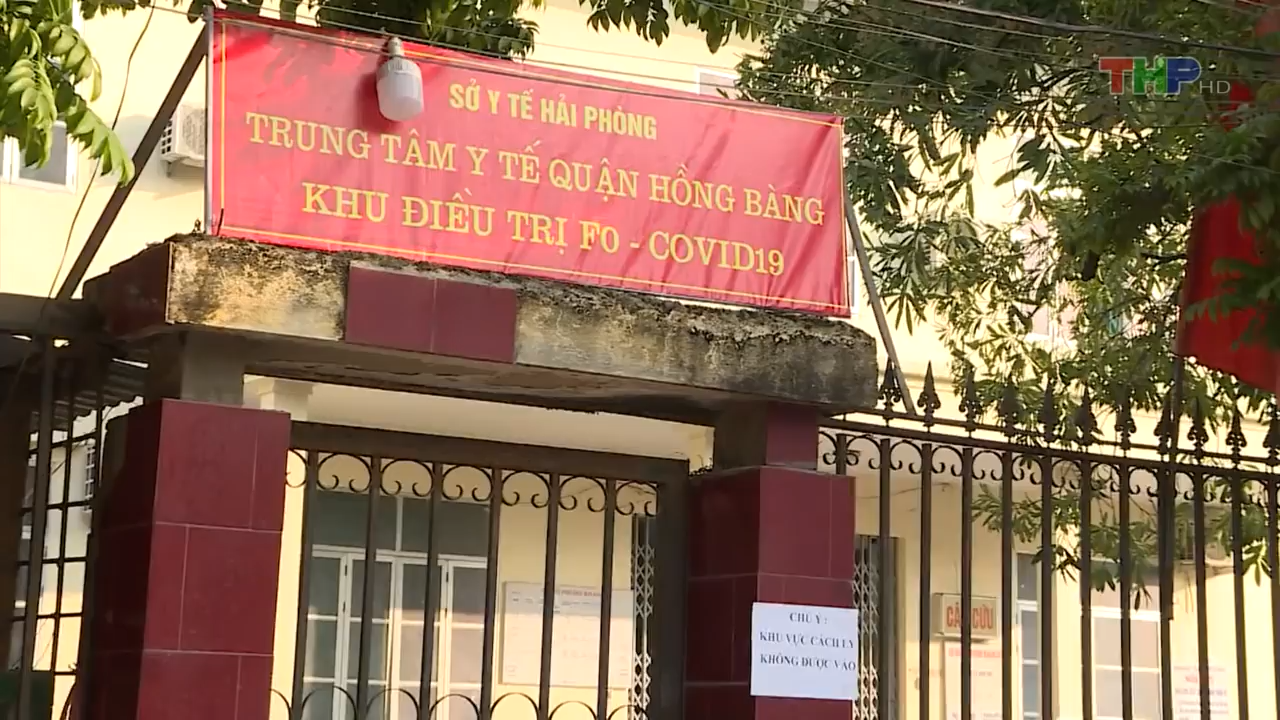 THP HD
SỞ Y TẾ HẢI PHÒNG
TRUNG TÂM Y TẾ QUẬN HỒNG BÀNG
KHU ĐIỀU TRỊ F0 - COVID19
CHÚ Ý :
KHU VỰC CÁCH LY
KHÔNG ĐƯỢC VÀO
CẤP CỨU